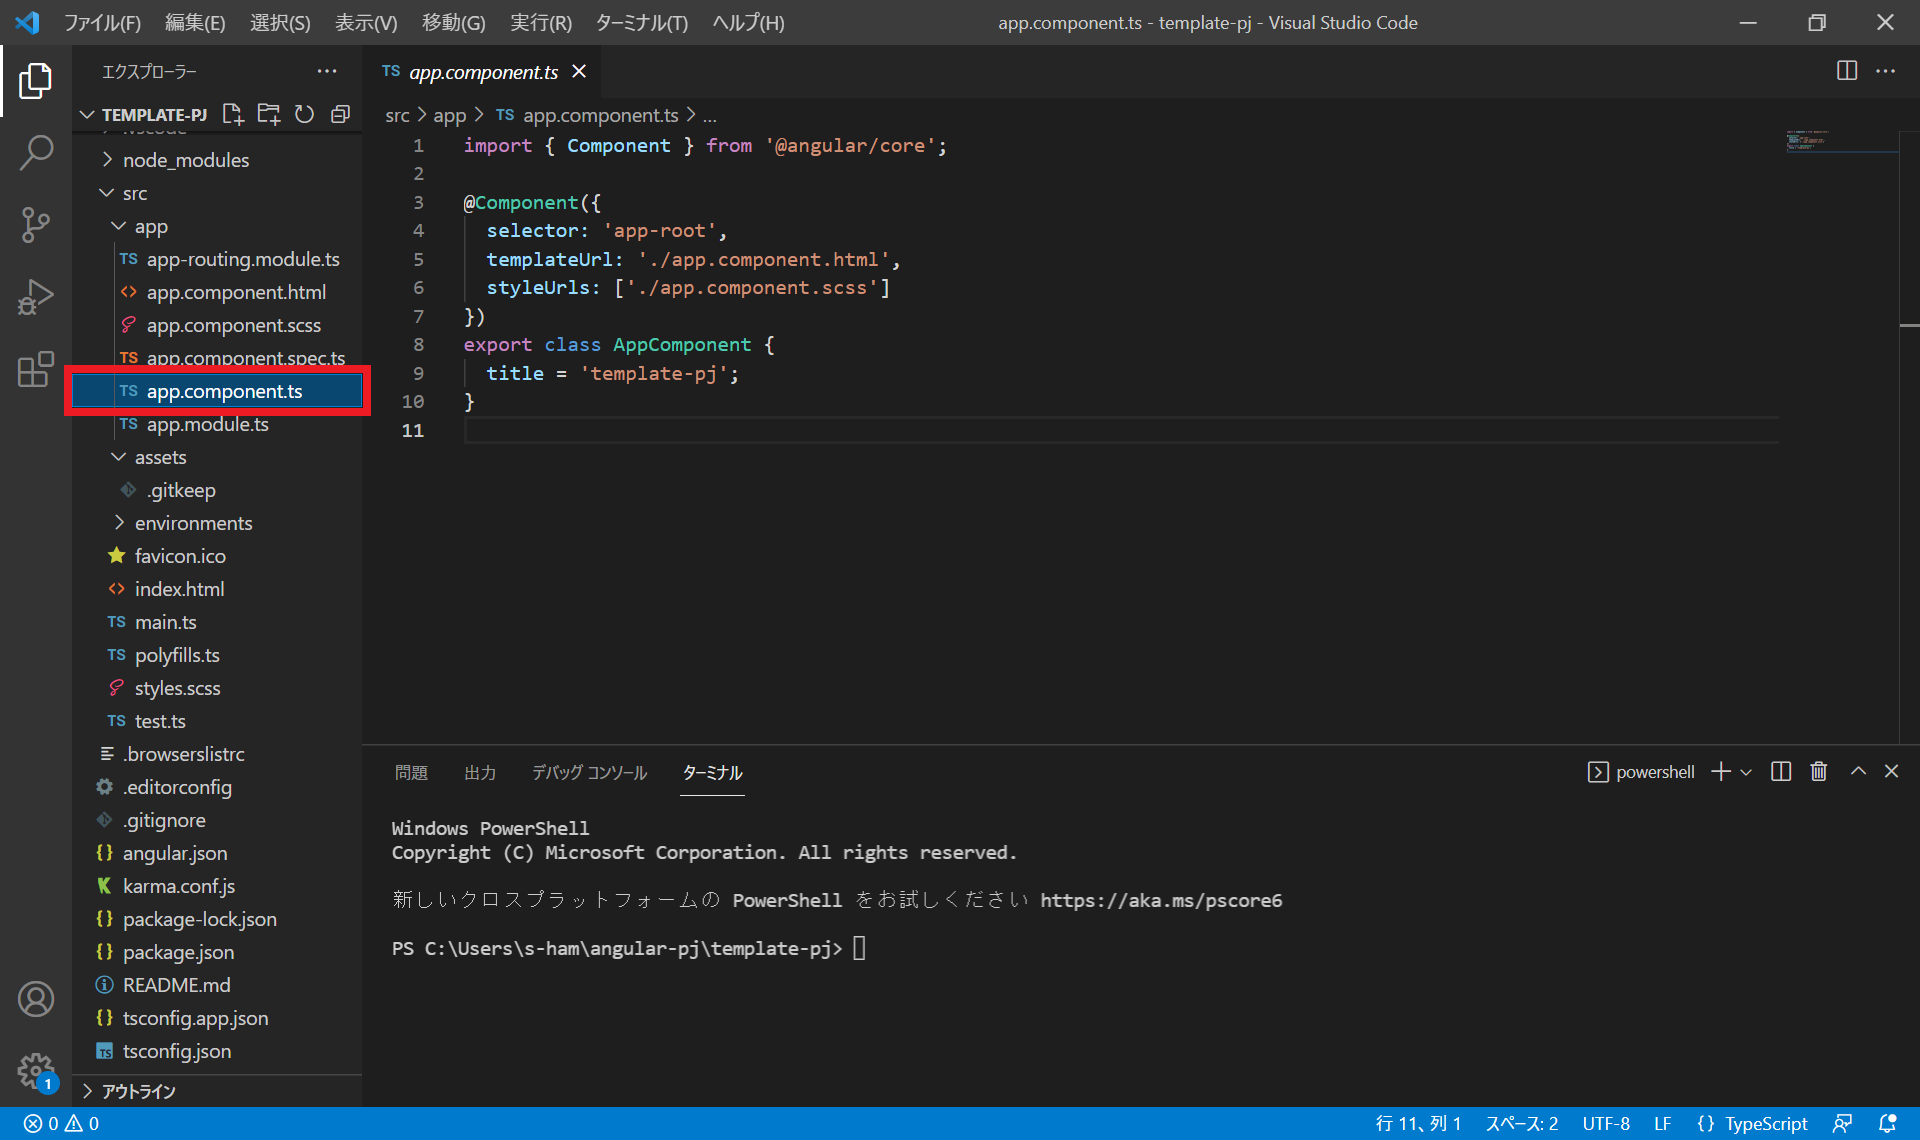 ファイル(F) 編集(E) 選択(S) 表示(V) 移動(G) 実行(R) ターミナル(T) ヘルプ(H) app.component.ts - template-pj - Visual Studio Code
エクスプローラー
TEMPLATE-PJ
.vscode
node_modules
src
app
TS app-routing.module.ts
<> app.component.html
app.component.scss
TS app.component.spec.ts
TS app.component.ts
TS app.module.ts
assets
.gitkeep
environments
favicon.ico
<> index.html
TS main.ts
TS polyfills.ts
styles.scss
TS test.ts
.browserslistrc
.editorconfig
.gitignore
{} angular.json
K karma.conf.js
{} package-lock.json
{} package.json
README.md
{} tsconfig.app.json
TS tsconfig.json
アウトライン
1
TS app.component.ts
src > app > TS app.component.ts > ...
1 import { Component } from '@angular/core';
2
3 @Component({
4 selector: 'app-root',
5 templateUrl: './app.component.html',
6 styleUrls: ['./app.component.scss']
7 })
8 export class AppComponent {
9 title = 'template-pj';
10 }
11
問題 出力 デバッグ コンソール ターミナル powershell
Windows PowerShell
Copyright (C) Microsoft Corporation. All rights reserved.
新しいクロスプラットフォームの PowerShell をお試しください https://aka.ms/pscore6
PS C:\Users\s-ham\angular-pj\template-pj>
0 0 行 11、列 1 スペース: 2 UTF-8 LF {} TypeScript